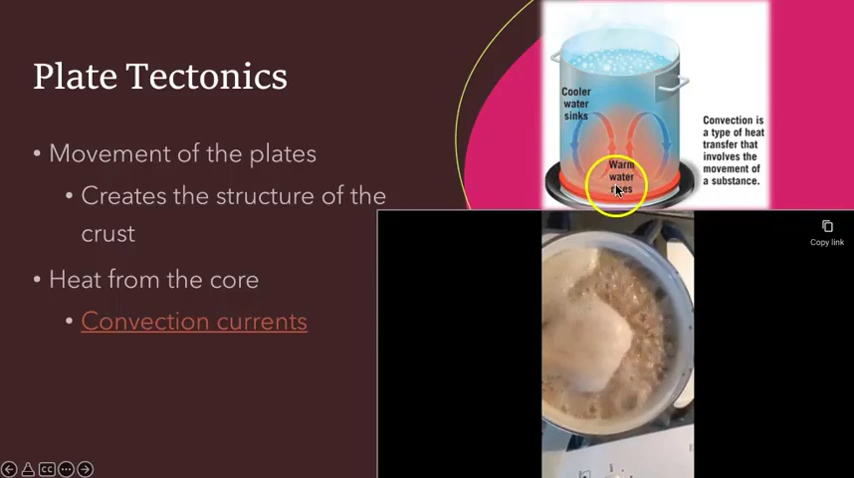 Plate Tectonics
• Movement of the plates
• Creates the structure of the
crust
• Heat from the core
• Convection currents
Cooler
water
sinks
Warm
water
Convection is
a type of heat
transfer that
involves the
movement of
a substance.
Copy link
CC